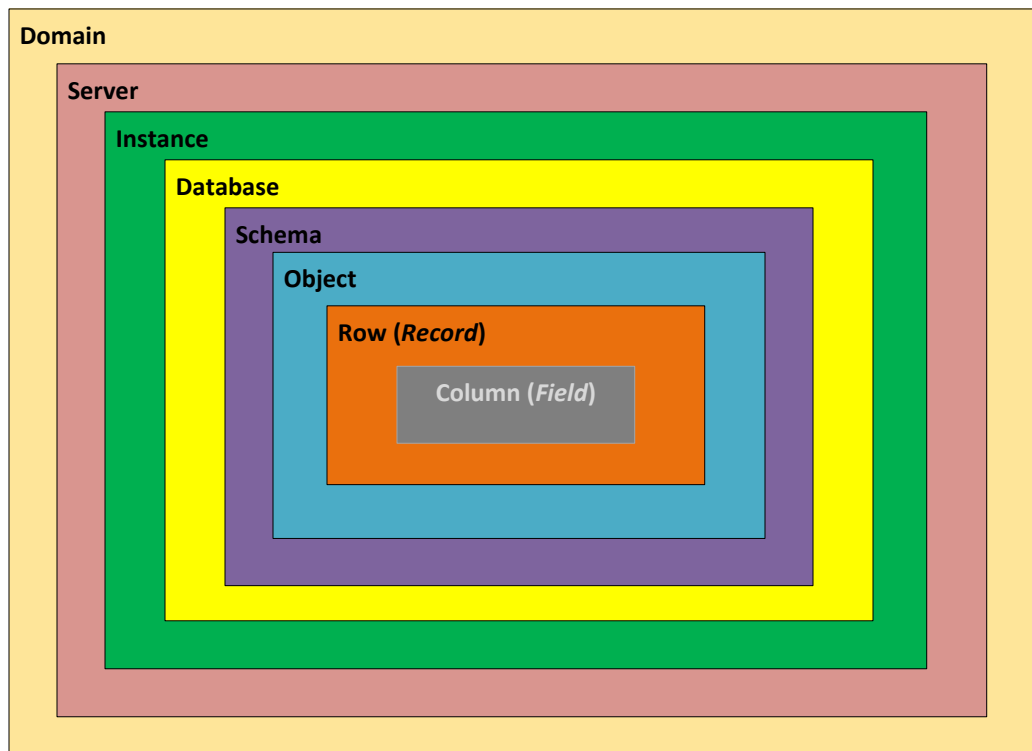 Domain
Server
Instance
Database
Schema
Object
Row (Record)
Column (Field)